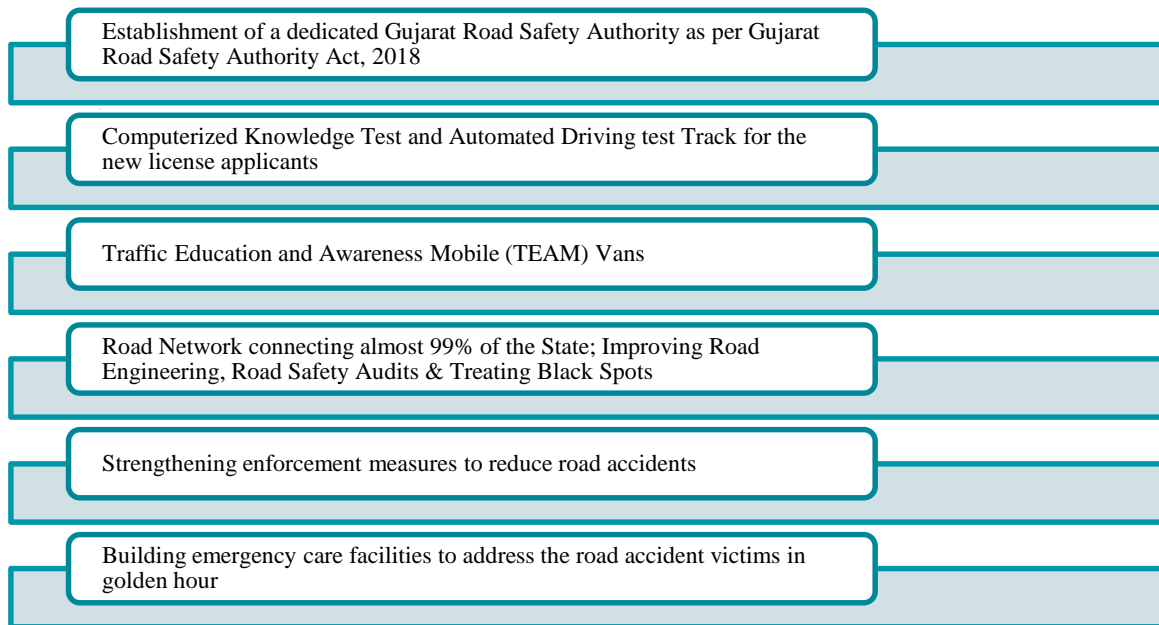 Establishment of a dedicated Gujarat Road Safety Authority as per Gujarat
Road Safety Authority Act, 2018
Computerized Knowledge Test and Automated Driving test Track for the
new license applicants
Traffic Education and Awareness Mobile (TEAM) Vans
Road Network connecting almost 99% of the State; Improving Road
Engineering, Road Safety Audits & Treating Black Spots
Strengthening enforcement measures to reduce road accidents
Building emergency care facilities to address the road accident victims in
golden hour